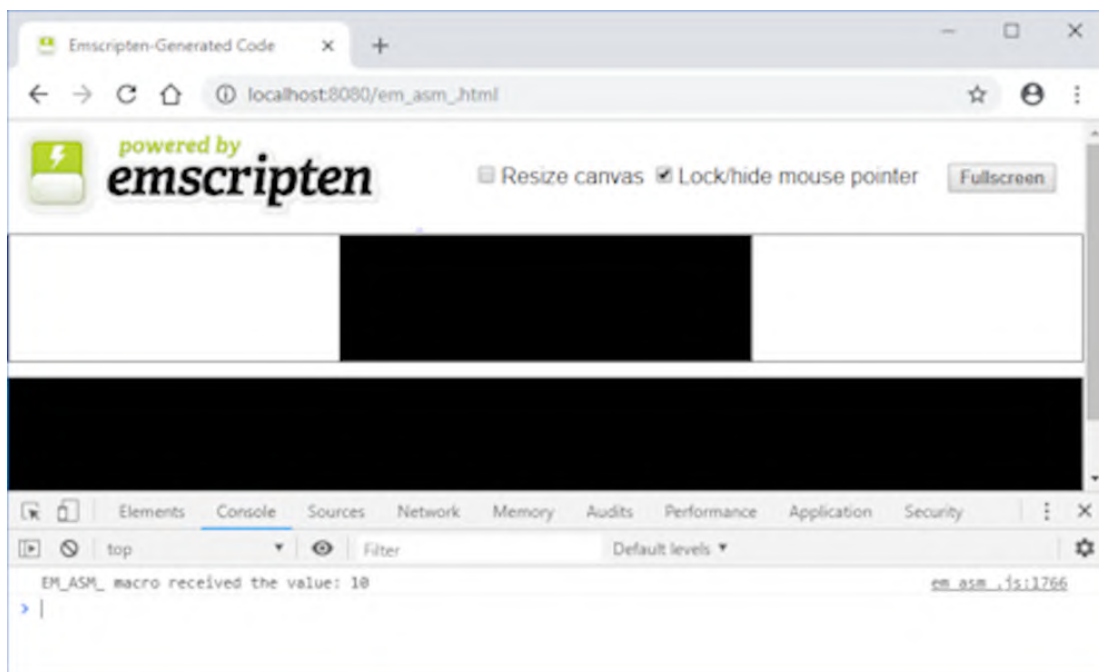 Emscripten-Generated Code
localhost:8080/em_asm_.html
powered by
emscripten
Resize canvas Lock/hide mouse pointer Fullscreen
Elements Console Sources Network Memory Audits Performance Application Security
top Filter Default levels
EM_ASM_ macro received the value: 10 em_asm_.js:1766